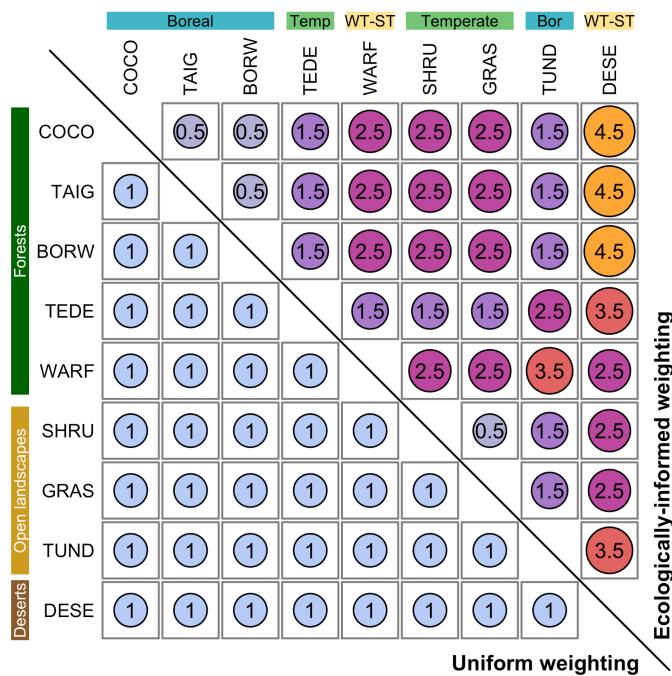 Boreal Temp WT-ST Temperate Bor WT-ST
COCO TAIG BORW TEDE WARF SHRU GRAS TUND DESE
Forests
COCO 0.5 0.5 1.5 2.5 2.5 2.5 1.5 4.5
TAIG 1 0.5 1.5 2.5 2.5 2.5 1.5 4.5
BORW 1 1 1.5 2.5 2.5 2.5 1.5 4.5
TEDE 1 1 1 1.5 1.5 1.5 2.5 3.5
WARF 1 1 1 1 2.5 2.5 3.5 2.5
Open landscapes
SHRU 1 1 1 1 1 0.5 1.5 2.5
GRAS 1 1 1 1 1 1 1.5 2.5
TUND 1 1 1 1 1 1 1 3.5
Deserts
DESE 1 1 1 1 1 1 1 1
Ecologically-informed weighting
Uniform weighting